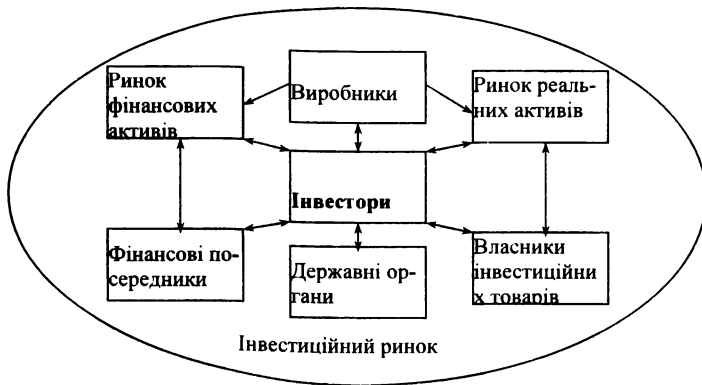 Ринок
фінансових
активів
Виробники
Ринок реаль-
них активів
Інвестори
Фінансові по-
середники
Державні ор-
гани
Власники
інвестиційни
х товарів
Інвестиційний ринок